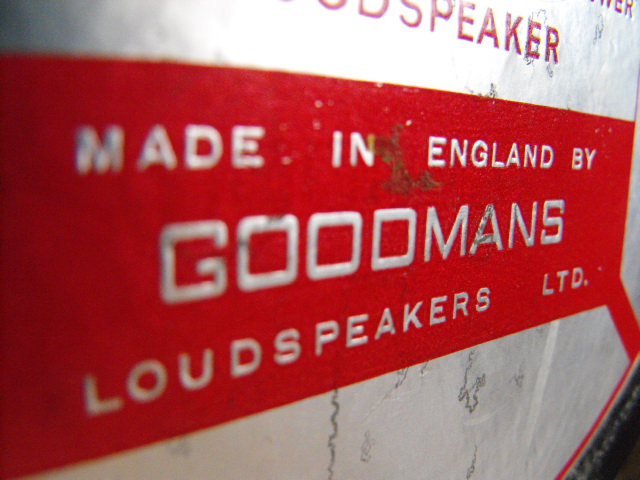 LOUDSPEAKER
MADE IN ENGLAND BY
GOODMANS
LOUDSPEAKERS LTD.